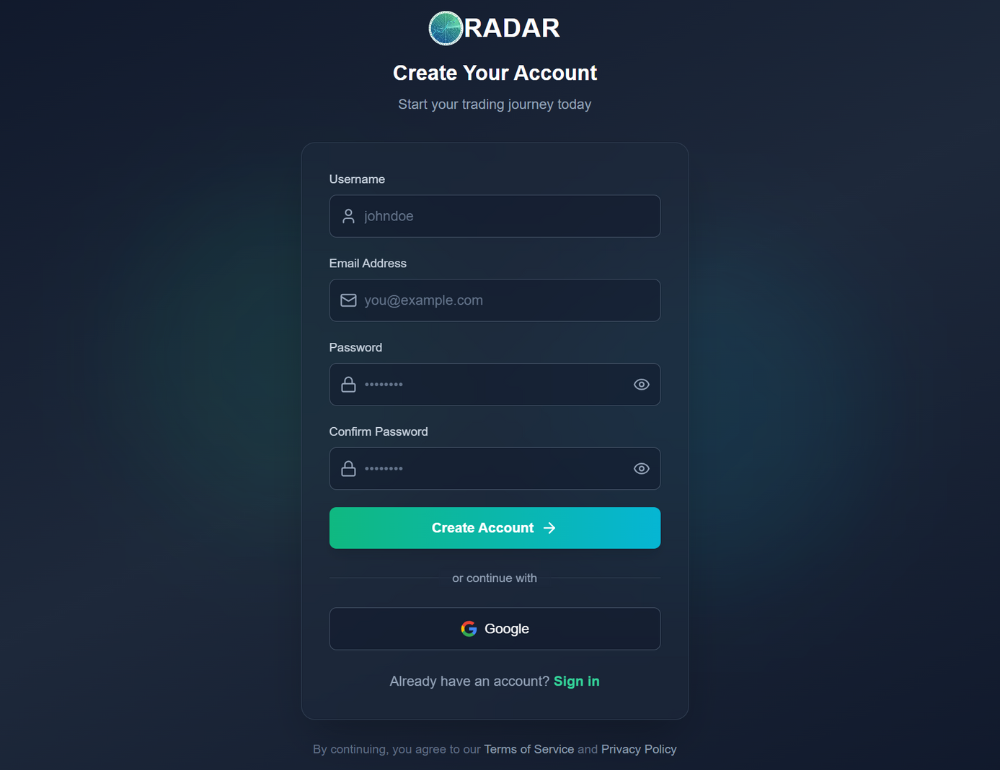 RADAR
Create Your Account
Start your trading journey today
Username
johndoe
Email Address
you@example.com
Password
••••••••
Confirm Password
••••••••
Create Account →
or continue with
Google
Already have an account? Sign in
By continuing, you agree to our Terms of Service and Privacy Policy